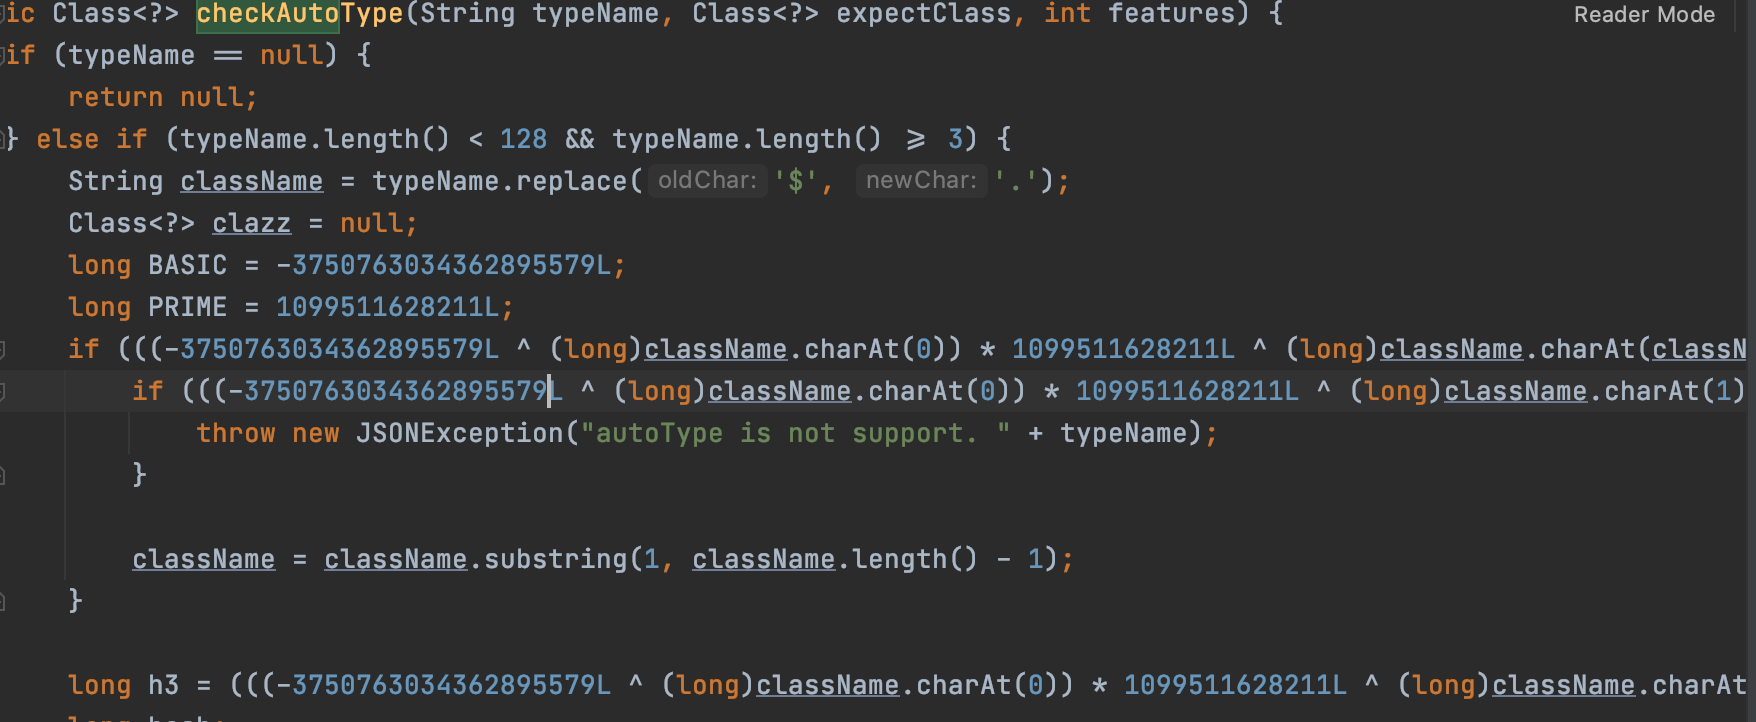 ic Class<?> checkAutoType(String typeName, Class<?> expectClass, int features) { Reader Mode
if (typeName == null) {
return null;
} else if (typeName.length() < 128 && typeName.length() >= 3) {
String className = typeName.replace( oldChar: '$', newChar: '.');
Class<?> clazz = null;
long BASIC = -3750763034362895579L;
long PRIME = 1099511628211L;
if (((-3750763034362895579L ^ (long)className.charAt(0)) * 1099511628211L ^ (long)className.charAt(classN
if (((-3750763034362895579L ^ (long)className.charAt(0)) * 1099511628211L ^ (long)className.charAt(1)
throw new JSONException("autoType is not support. " + typeName);
}
className = className.substring(1, className.length() - 1);
}
long h3 = (((-3750763034362895579L ^ (long)className.charAt(0)) * 1099511628211L ^ (long)className.charAt